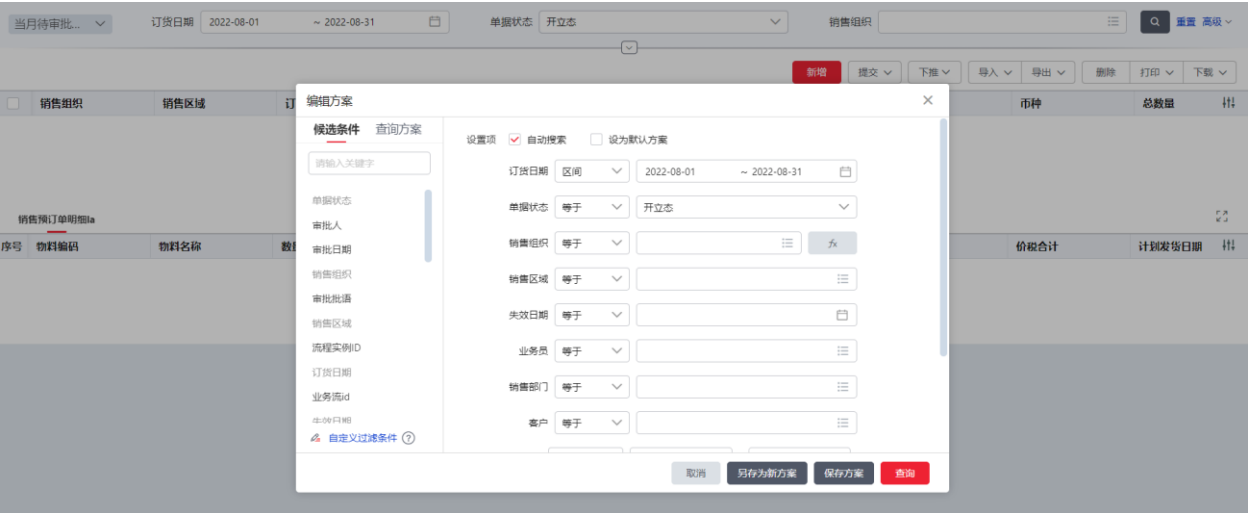 当月待审批... 订货日期 2022-08-01 ~ 2022-08-31 单据状态 开立态 销售组织 重置 高级
新增 提交 下推 导入 导出 删除 打印 下载
销售组织 销售区域 订 币种 总数量
编辑方案
候选条件 查询方案
设置项 自动搜索 设为默认方案
请输入关键字
订货日期 区间 2022-08-01 ~ 2022-08-31
单据状态
单据状态 等于 开立态
审批人
销售预订单明细la
审批日期
销售组织 等于 fx
序号 物料编码 物料名称 数 价税合计 计划发货日期
销售组织
销售区域 等于
审批批语
失效日期 等于
销售区域
流程实例ID
业务员 等于
订货日期
销售部门 等于
业务流id
失效日期
客户 等于
自定义过滤条件 ?
取消 另存为新方案 保存方案 查询